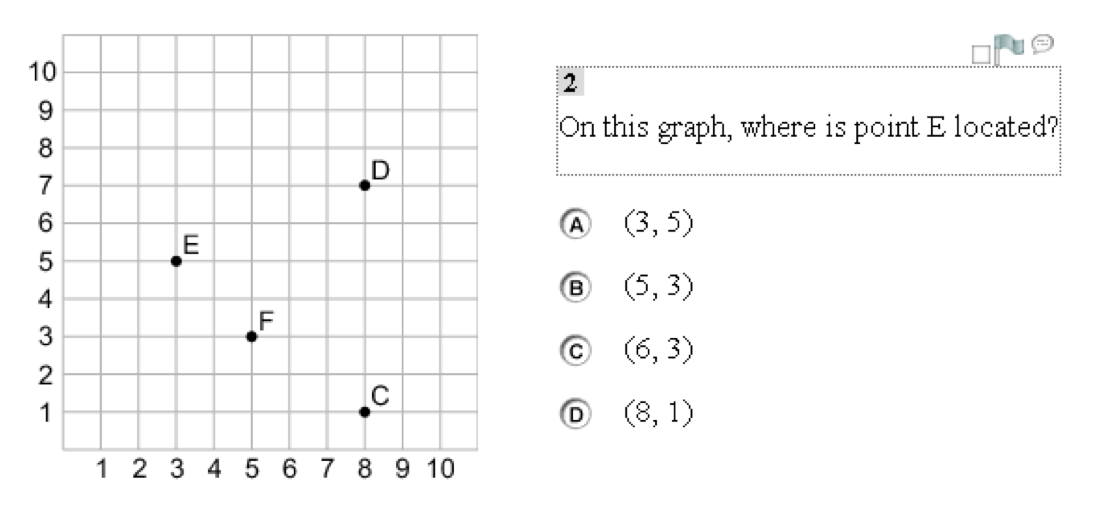 10
9
8
7
6
5
4
3
2
1
D
E
F
C
1 2 3 4 5 6 7 8 9 10
2
On this graph, where is point E located?
A (3, 5)
B (5, 3)
C (6, 3)
D (8, 1)